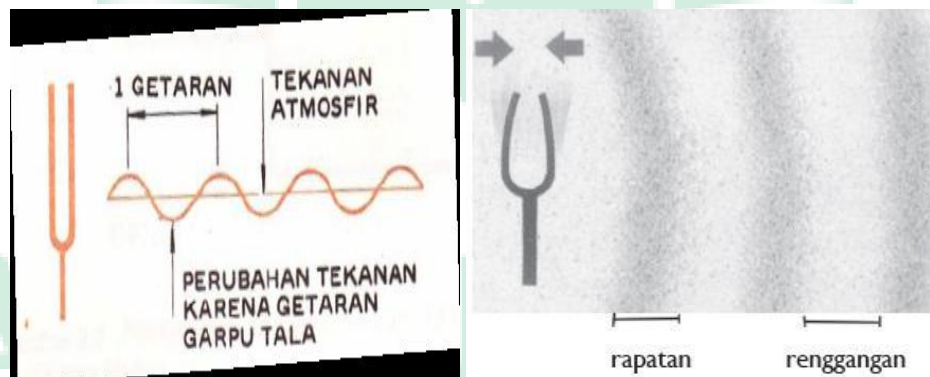 1 GETARAN
TEKANAN
ATMOSFIR
PERUBAHAN TEKANAN
KARENA GETARAN
GARPU TALA
rapatan
renggangan